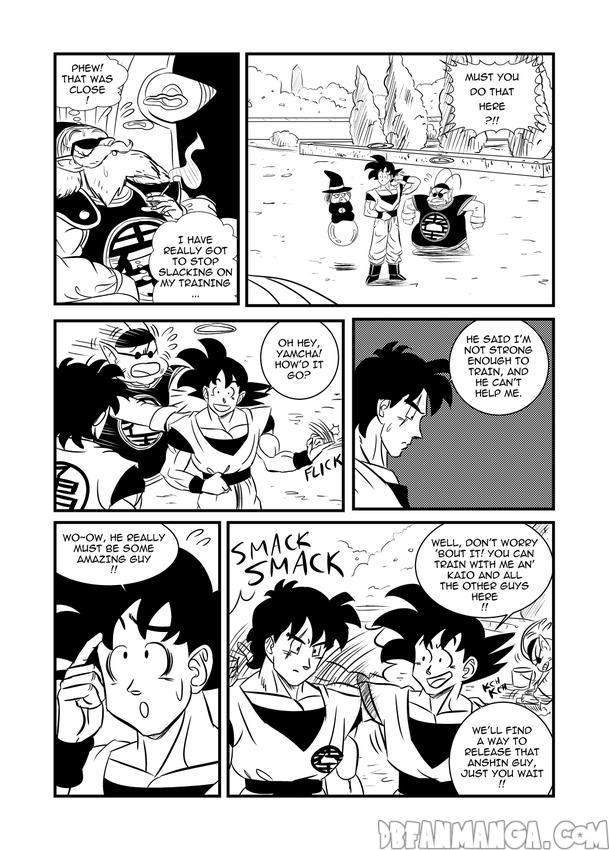 PHEW!
THAT WAS
CLOSE
!
I HAVE
REALLY GOT
TO STOP
SLACKING ON
MY TRAINING
...
MUST YOU
DO THAT
HERE
?!!
OH HEY,
YAMCHA!
HOW'D IT
GO?
FLICK
HE SAID I'M
NOT STRONG
ENOUGH TO
TRAIN, AND
HE CAN'T
HELP ME.
WO-OW, HE REALLY
MUST BE SOME
AMAZING GUY
!!
SMACK
SMACK
WELL, DON'T WORRY
'BOUT IT! YOU CAN
TRAIN WITH ME AN'
KAIO AND ALL
THE OTHER GUYS
HERE
!!
KCH
KCH
WE'LL FIND
A WAY TO
RELEASE THAT
ANSHIN GUY,
JUST YOU WAIT
!!
DBFANMANGA.COM